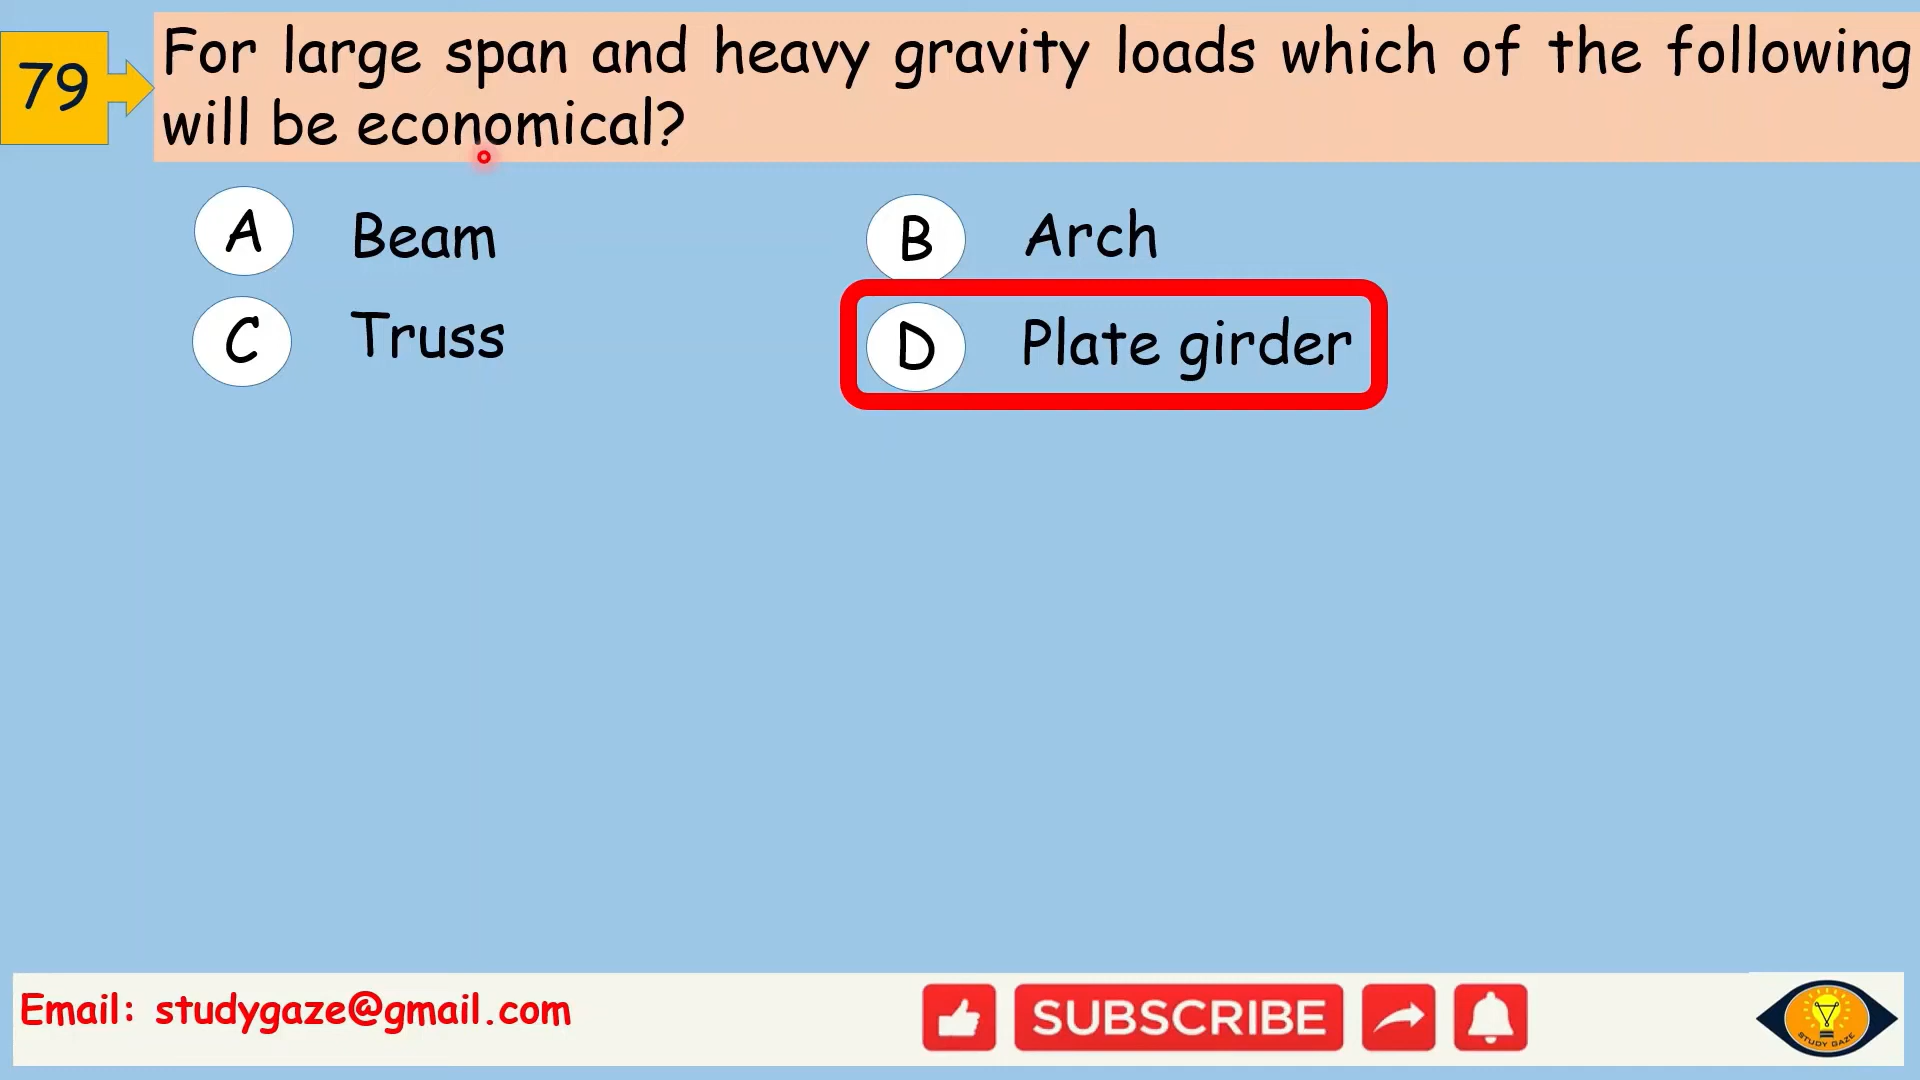 79
For large span and heavy gravity loads which of the following
will be economical?
A Beam
B Arch
C Truss
D Plate girder
Email: studygaze@gmail.com
SUBSCRIBE
STUDY GAZE